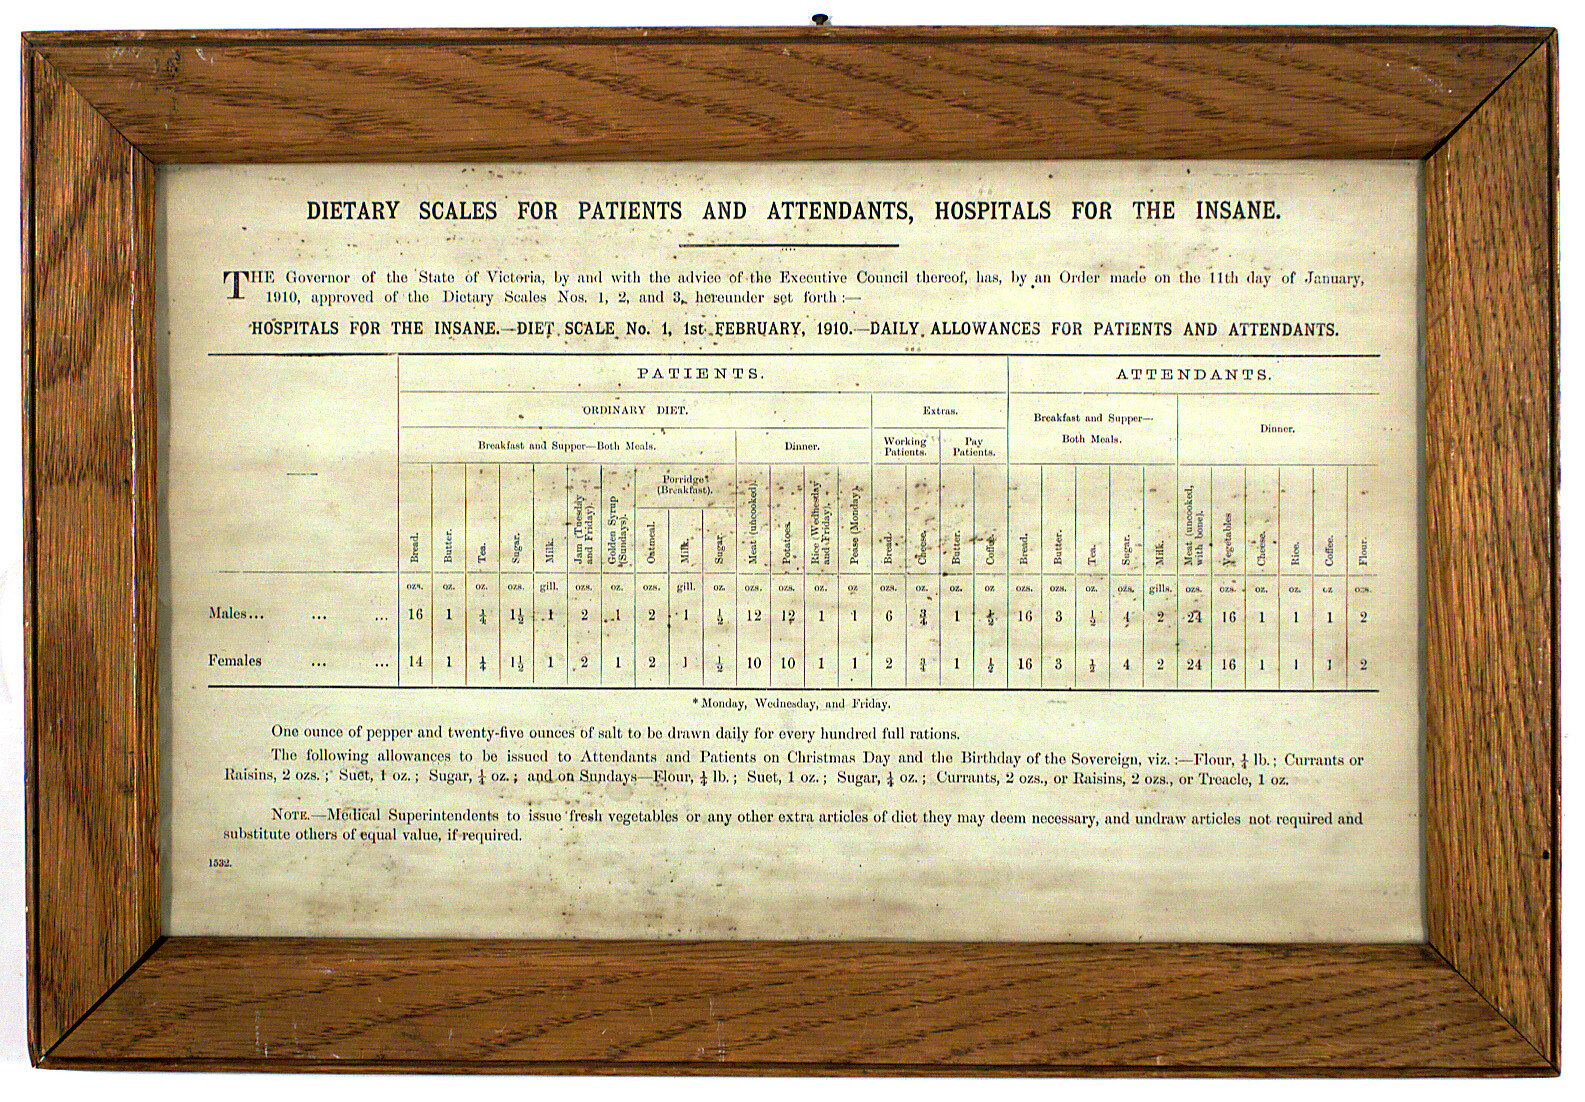 DIETARY SCALES FOR PATIENTS AND ATTENDANTS, HOSPITALS FOR THE INSANE.
THE Governor of the State of Victoria, by and with the advice of the Executive Council thereof, has, by an Order made on the 11th day of January,
1910, approved of the Dietary Scales Nos. 1, 2, and 3, hereunder set forth :—
HOSPITALS FOR THE INSANE.—DIET SCALE No. 1, 1st FEBRUARY, 1910.—DAILY ALLOWANCES FOR PATIENTS AND ATTENDANTS.
PATIENTS. ATTENDANTS.
ORDINARY DIET. Extras. Breakfast and Supper— Both Meals. Dinner.
Breakfast and Supper—Both Meals. Dinner. Working Patients. Pay Patients.
Porridge* (Breakfast).
Bread. Butter. Tea. Sugar. Milk. Jam (Tuesday and Friday). Golden Syrup (Sundays). Oatmeal. Milk. Sugar. Meat (uncooked). Potatoes. Rice (Wednesday and Friday). Pease (Monday). Bread. Cheese. Butter. Coffee. Bread. Butter. Tea. Sugar. Milk. Meat (uncooked, with bone). Vegetables Cheese. Rice. Coffee. Flour.
ozs. oz. oz. ozs. gill. ozs. oz. ozs. gill. oz. ozs. ozs. oz. oz ozs. oz. oz. oz ozs. ozs. oz. ozs. gills. ozs. ozs. oz. oz. oz ozs.
Males... ... ... 16 1 ¼ 1½ 1 2 1 2 1 ½ 12 12 1 1 6 ¾ 1 ½ 16 3 ½ 4 2 24 16 1 1 1 2
Females ... ... 14 1 ¼ 1½ 1 2 1 2 1 ½ 10 10 1 1 2 ¾ 1 ½ 16 3 ½ 4 2 24 16 1 1 1 2
* Monday, Wednesday, and Friday.
One ounce of pepper and twenty-five ounces of salt to be drawn daily for every hundred full rations.
The following allowances to be issued to Attendants and Patients on Christmas Day and the Birthday of the Sovereign, viz. :—Flour, ¼ lb. ; Currants or
Raisins, 2 ozs. ; Suet, 1 oz. ; Sugar, ¼ oz. ; and on Sundays—Flour, ¼ lb. ; Suet, 1 oz. ; Sugar, ¼ oz. ; Currants, 2 ozs., or Raisins, 2 ozs., or Treacle, 1 oz.
NOTE.—Medical Superintendents to issue fresh vegetables or any other extra articles of diet they may deem necessary, and undraw articles not required and
substitute others of equal value, if required.
1532.